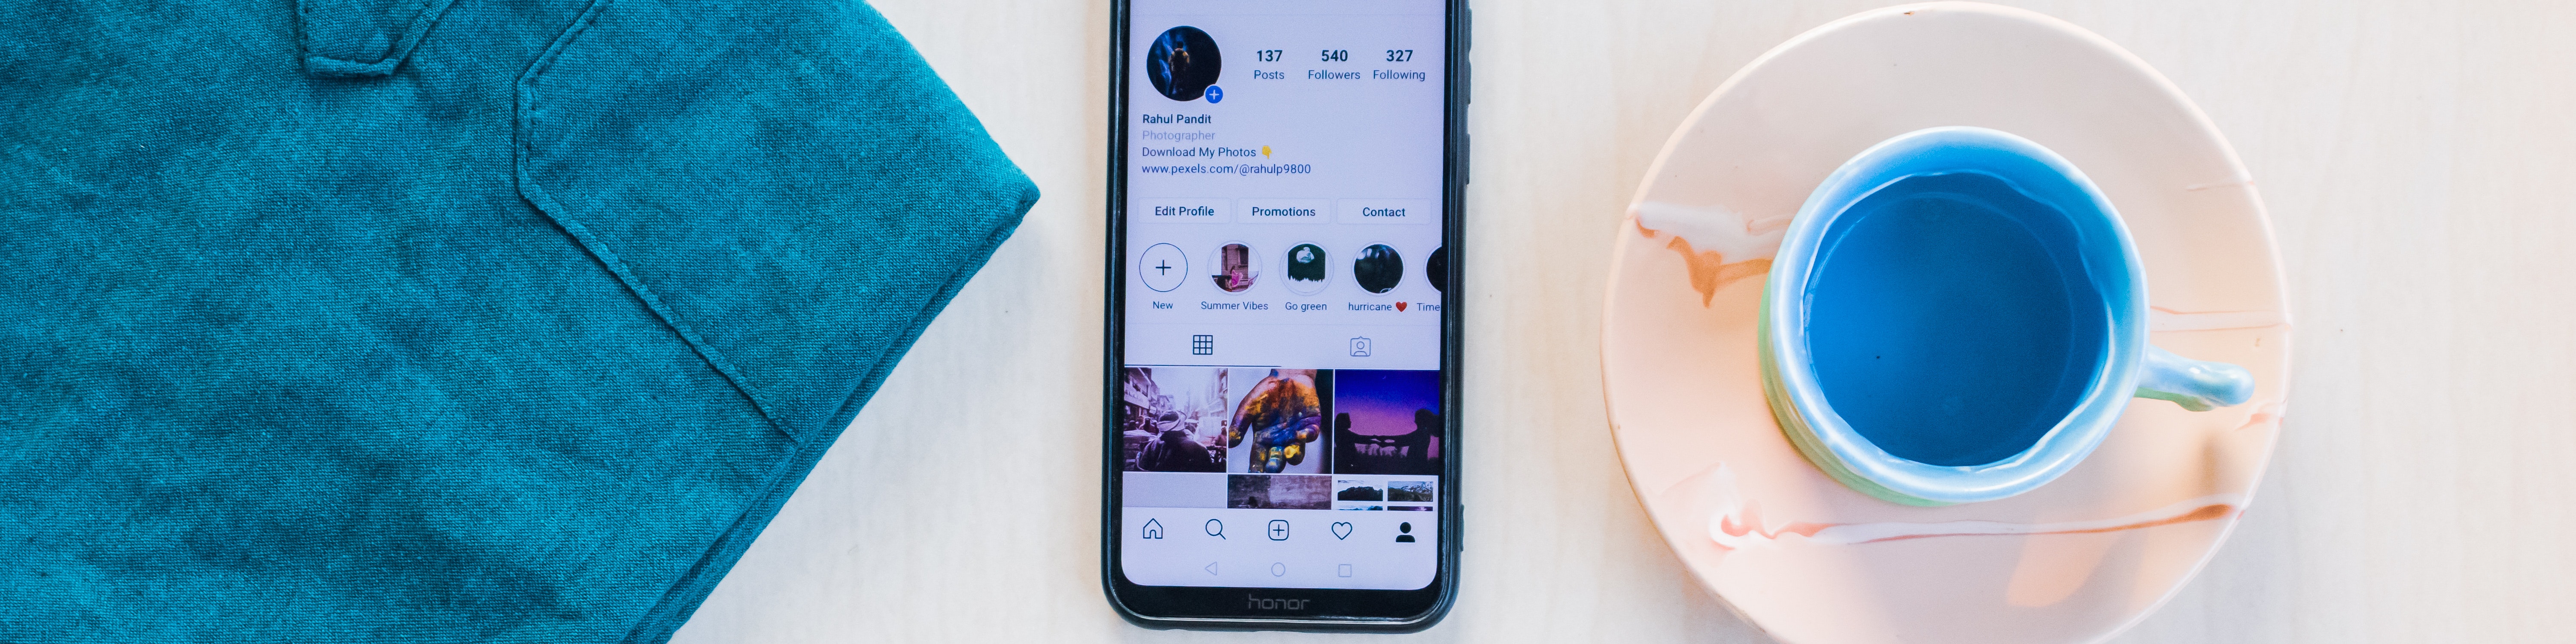 137 540 327
Posts Followers Following
Rahul Pandit
Photographer
Download My Photos 👇
www.pexels.com/@rahulp9800
Edit Profile Promotions Contact
New Summer Vibes Go green hurricane ❤️ Time
honor